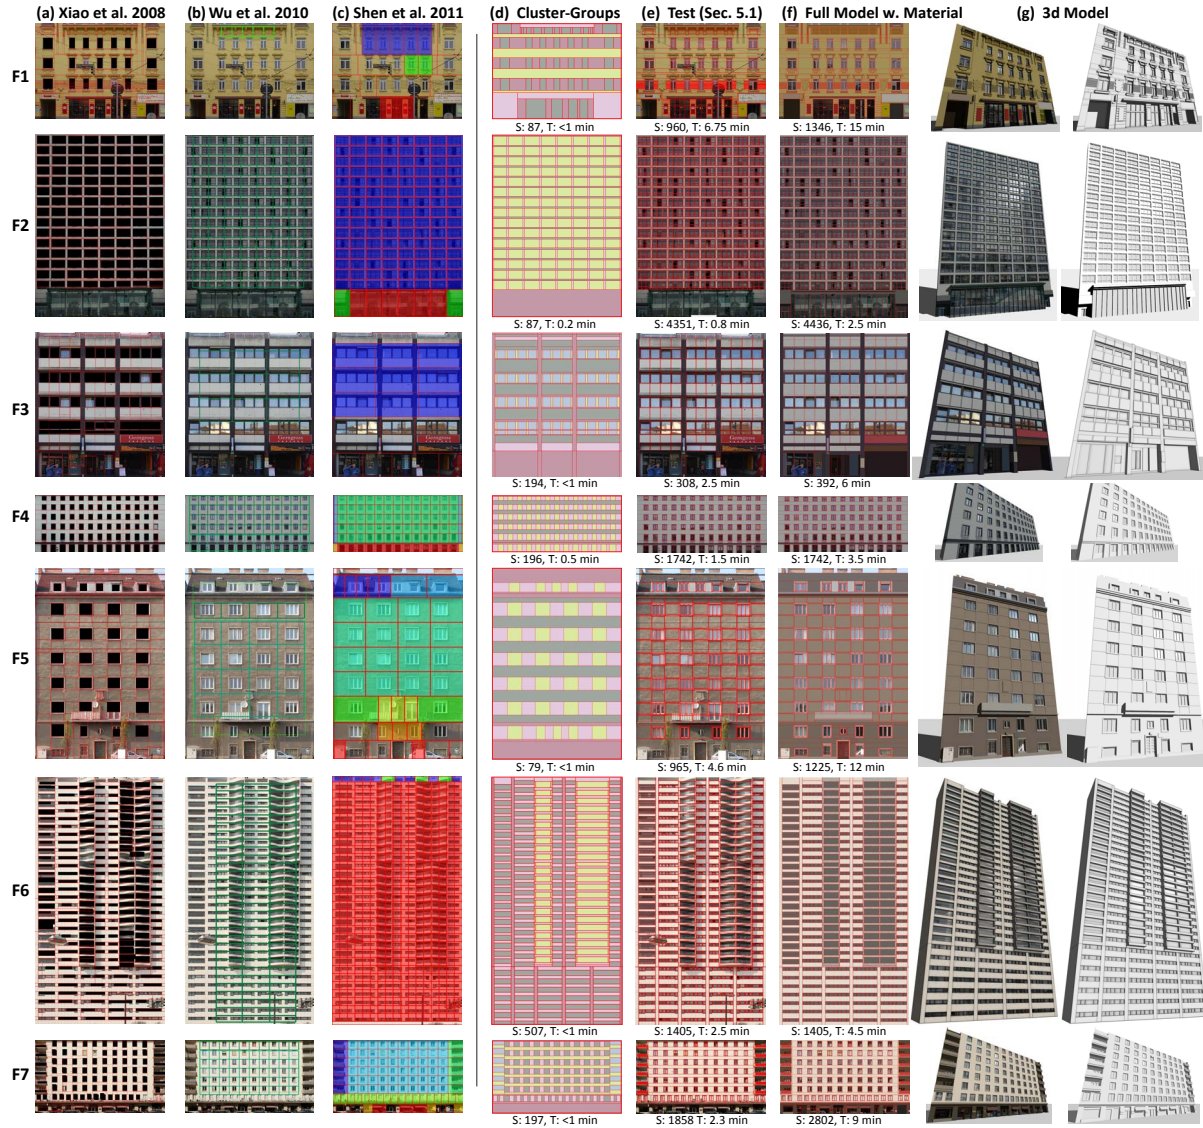 (a) Xiao et al. 2008 (b) Wu et al. 2010 (c) Shen et al. 2011 (d) Cluster-Groups (e) Test (Sec. 5.1) (f) Full Model w. Material (g) 3d Model
F1
S: 87, T: <1 min S: 960, T: 6.75 min S: 1346, T: 15 min
F2
S: 87, T: 0.2 min S: 4351, T: 0.8 min S: 4436, T: 2.5 min
F3
S: 194, T: <1 min S: 308, 2.5 min S: 392, 6 min
F4
S: 196, T: 0.5 min S: 1742, T: 1.5 min S: 1742, T: 3.5 min
F5
S: 79, T: <1 min S: 965, T: 4.6 min S: 1225, T: 12 min
F6
S: 507, T: <1 min S: 1405, T: 2.5 min S: 1405, T: 4.5 min
F7
S: 197, T: <1 min S: 1858 T: 2.3 min S: 2802, T: 9 min